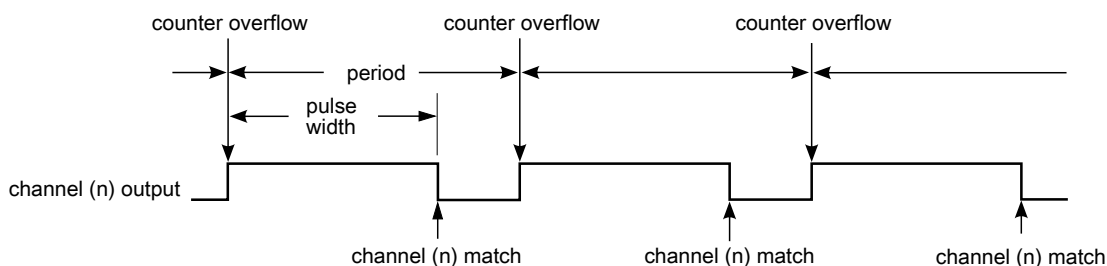 counter overflow
counter overflow
counter overflow
period
pulse
width
channel (n) output
channel (n) match
channel (n) match
channel (n) match